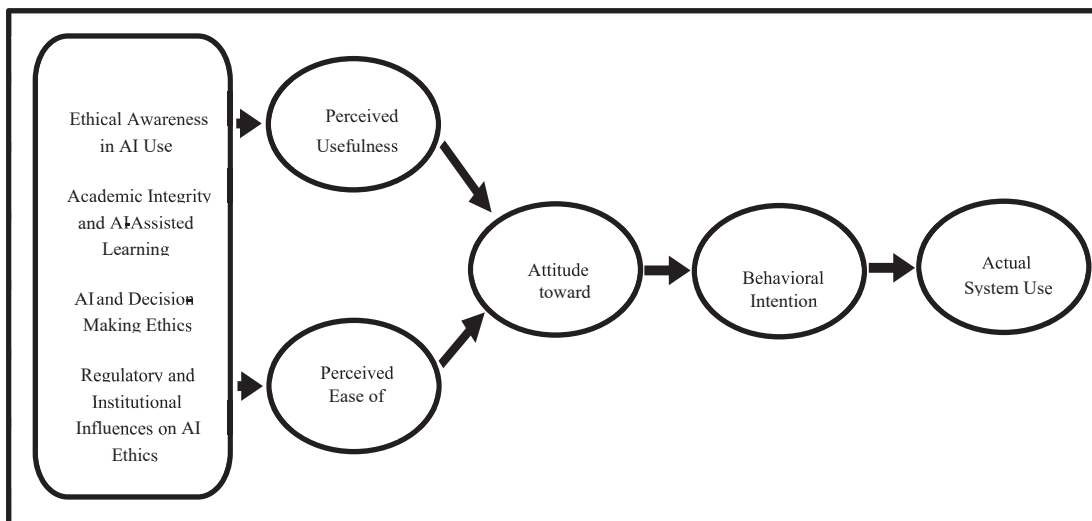 Ethical Awareness
in AI Use
Academic Integrity
and AI-Assisted
Learning
AI and Decision-
Making Ethics
Regulatory and
Institutional
Influences on AI
Ethics
Perceived
Usefulness
Perceived
Ease of
Attitude
toward
Behavioral
Intention
Actual
System Use